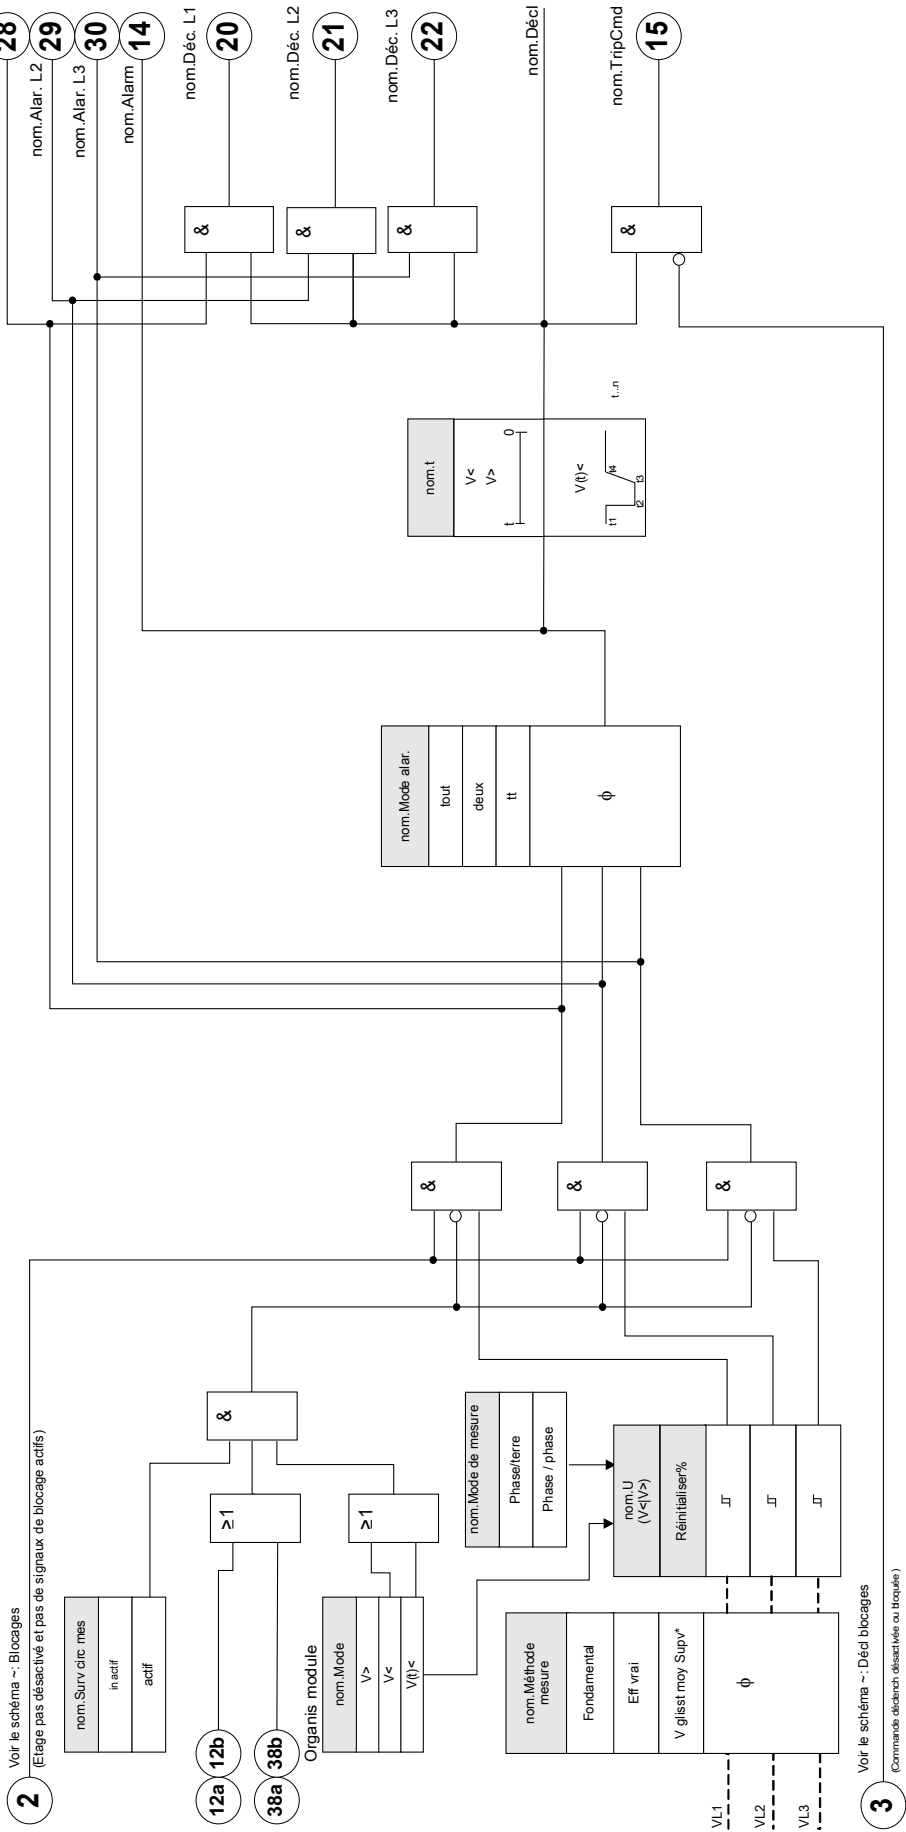 2
Voir le schéma ~: Blocages
(Etage pas désactivé et pas de signaux de blocage actifs)
nom.Surv circ mes
inactif
actif
12a
12b
38a
38b
≥1
&
Organis module
nom.Mode
V>
V<
V(t)<
≥1
nom.Mode de mesure
Phase/terre
Phase / phase
nom.Méthode
mesure
Fondamental
Eff vrai
V glisst moy Supv*
ϕ
VL1
VL2
VL3
nom.U
(V<|V>)
Réinitialiser%
&
&
&
nom.Mode alar.
tout
deux
tt
ϕ
nom.t
V<
V>
t
0
V(t)<
t1
t2
t3
t4
t...n
&
&
&
&
28
29
nom.Alar. L2
30
nom.Alar. L3
14
nom.Alarm
nom.Déc. L1
20
nom.Déc. L2
21
nom.Déc. L3
22
nom.Décl
nom.TripCmd
15
3
Voir le schéma ~: Décl blocages
(Commande déclench désactivée ou bloquée )